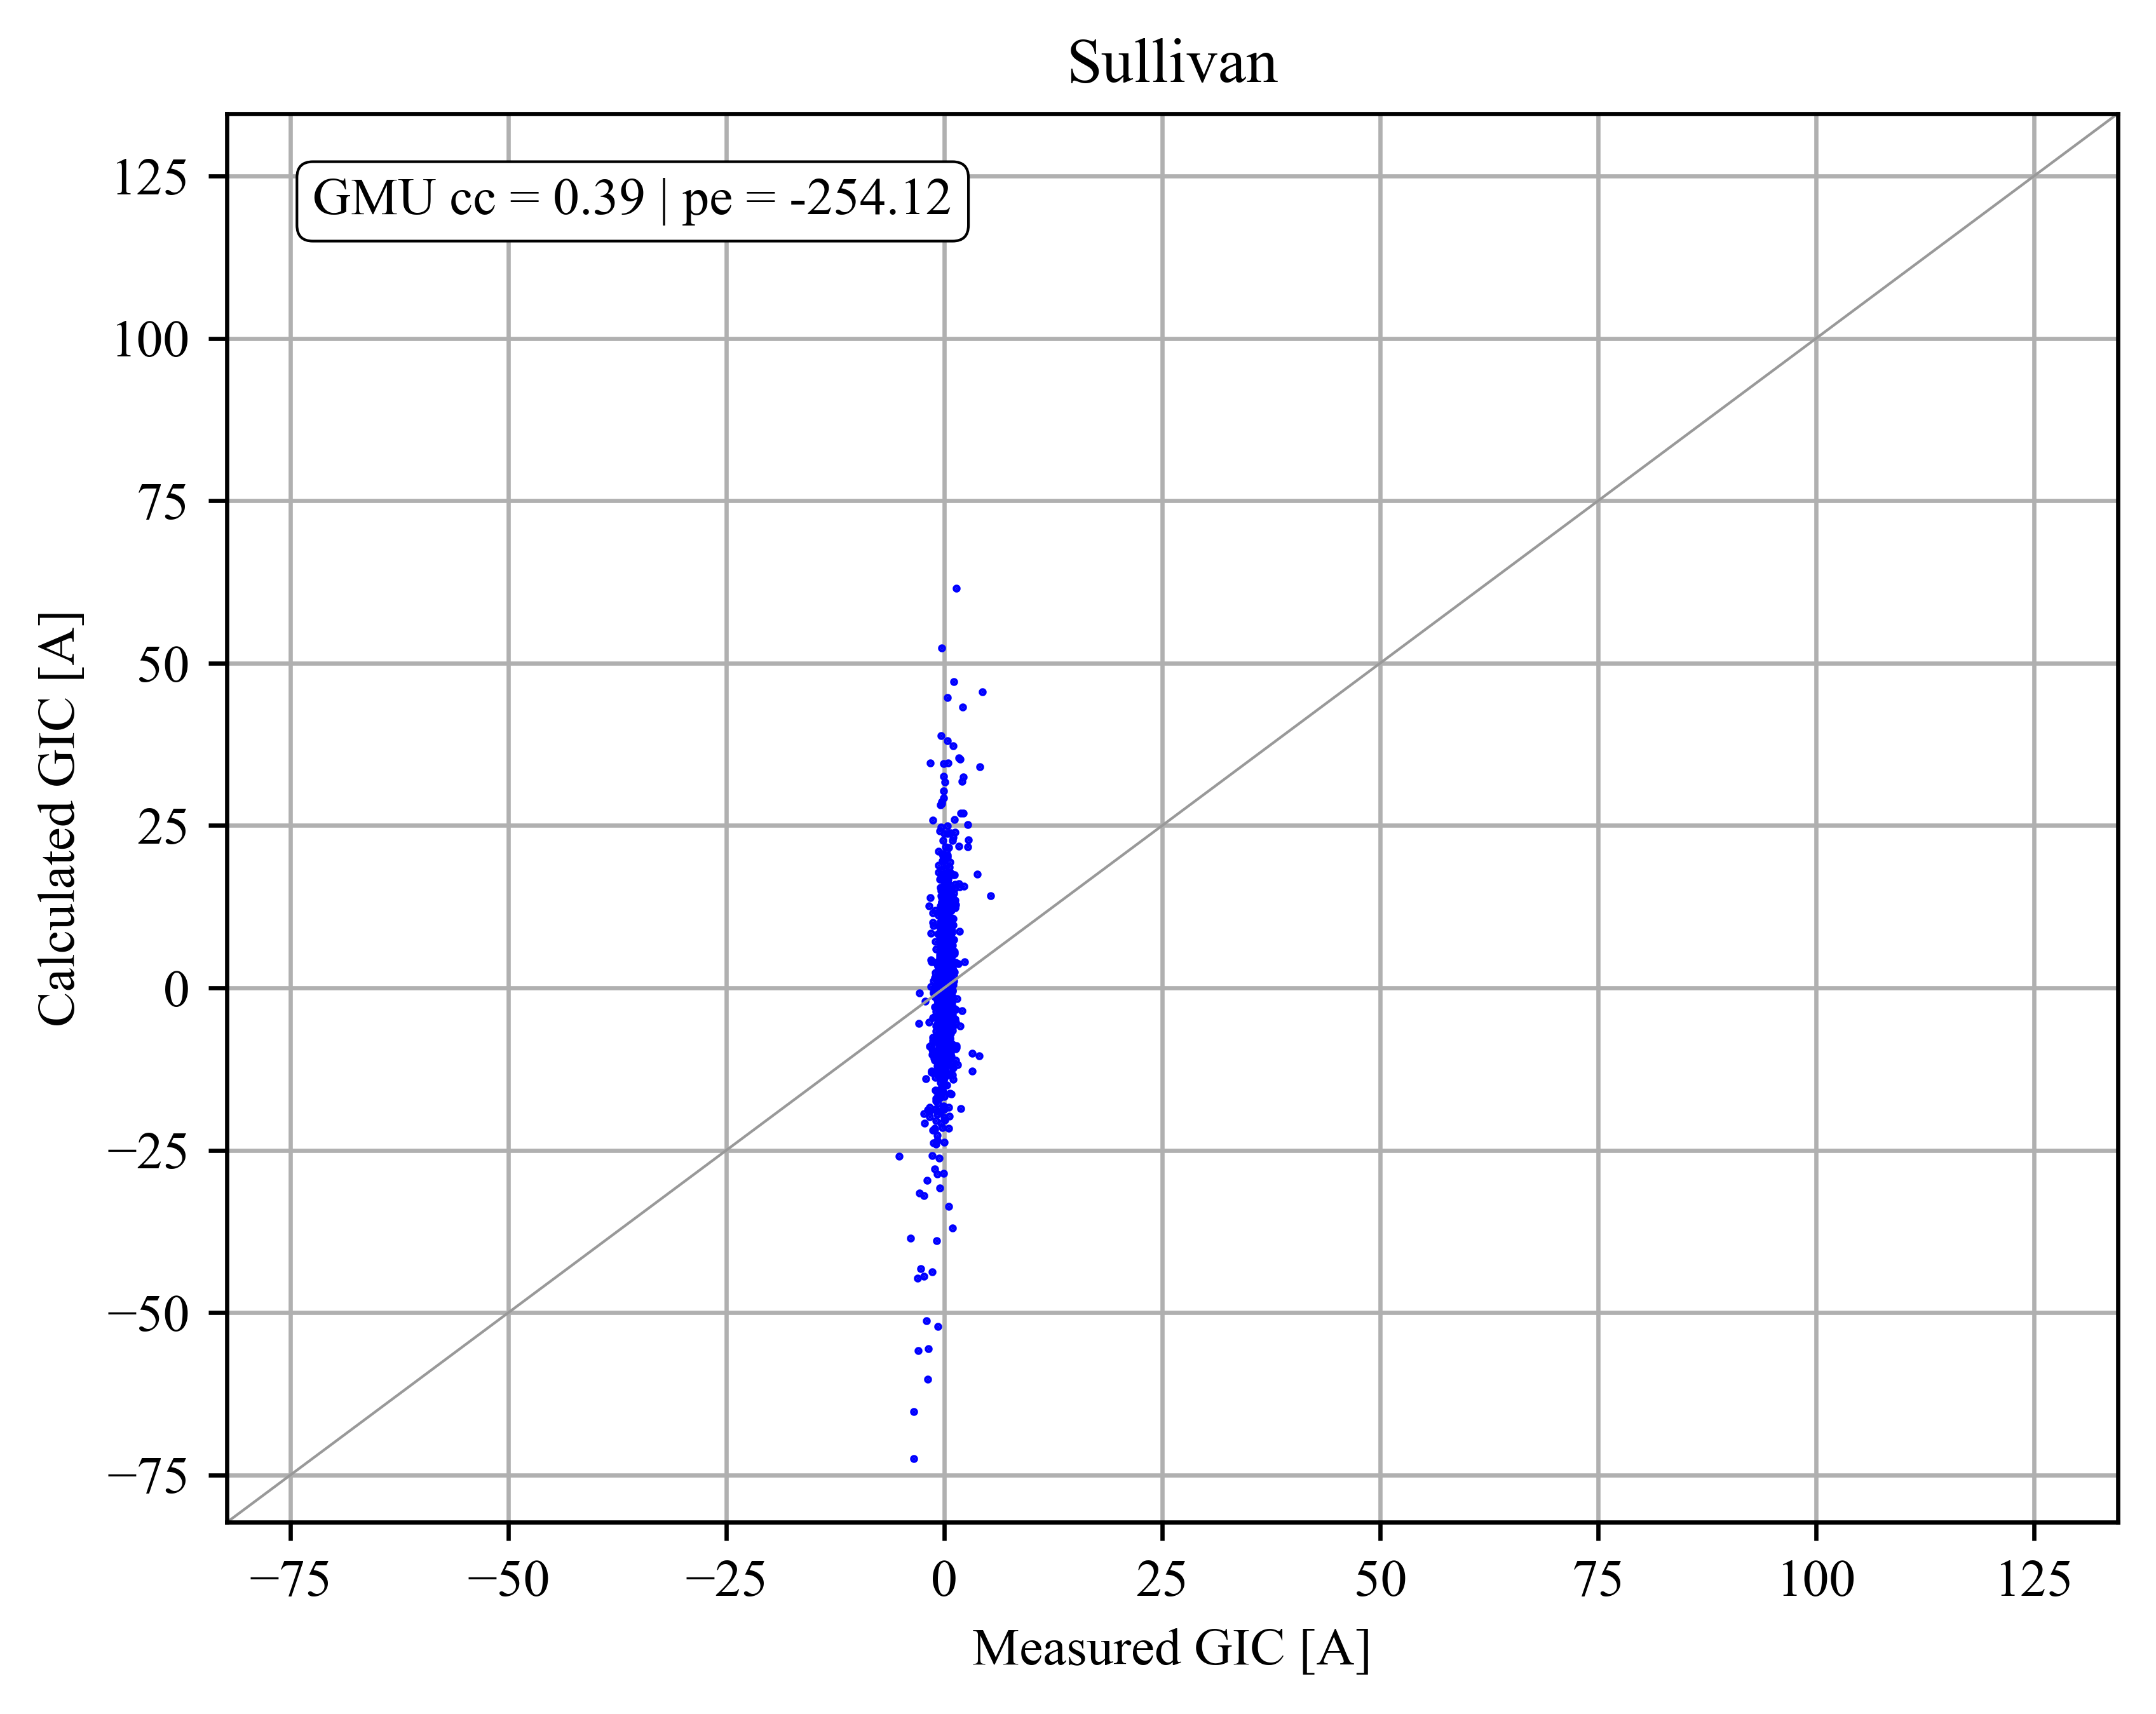 Sullivan
GMU cc = 0.39 | pe = -254.12
125
100
75
50
25
0
−25
−50
−75
Calculated GIC [A]
−75 −50 −25 0 25 50 75 100 125
Measured GIC [A]